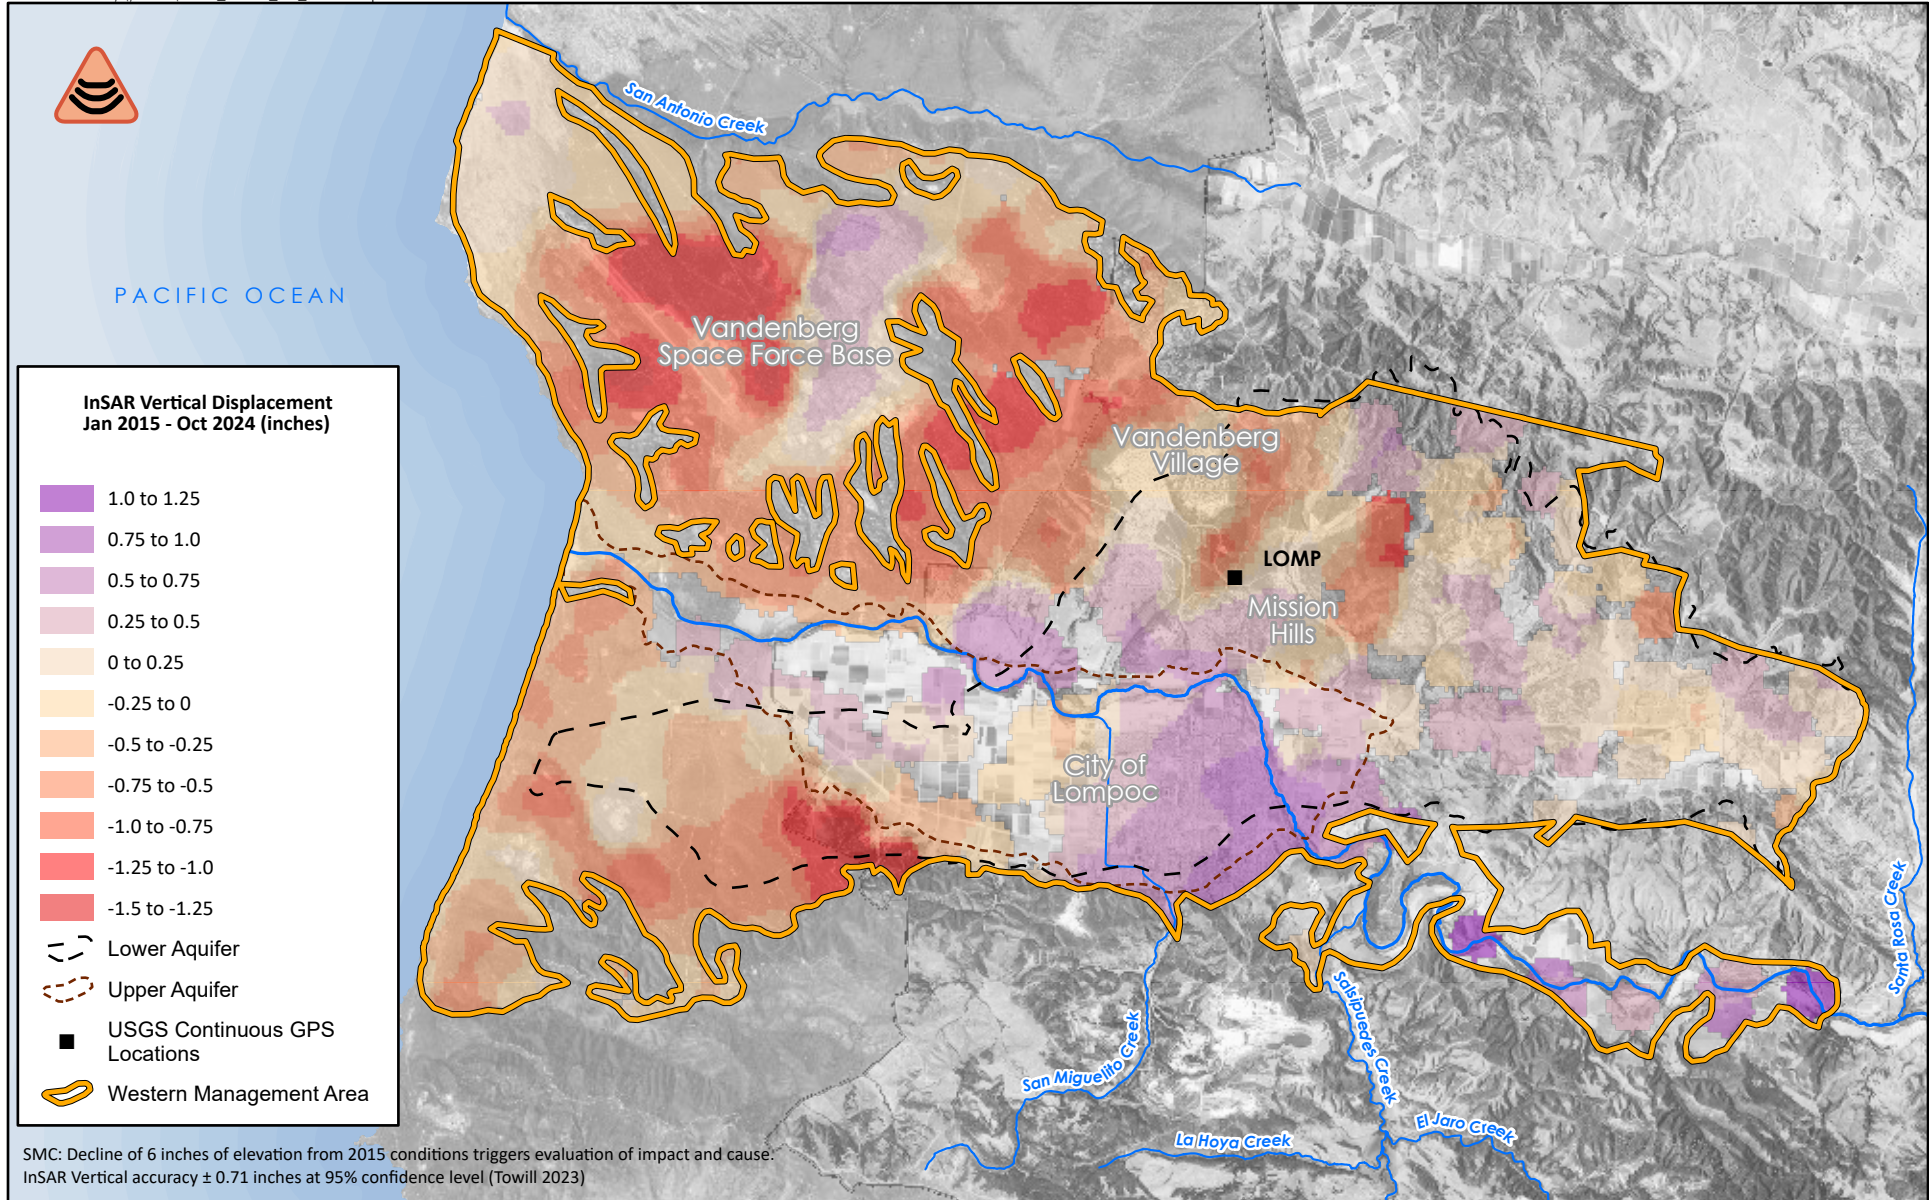 San Antonio Creek
PACIFIC OCEAN
Vandenberg
Space Force Base
Vandenberg
Village
LOMP
Mission
Hills
City of
Lompoc
Santa Rosa Creek
Salsipuedes Creek
San Miguelito Creek
El Jaro Creek
La Hoya Creek
InSAR Vertical Displacement
Jan 2015 - Oct 2024 (inches)
1.0 to 1.25
0.75 to 1.0
0.5 to 0.75
0.25 to 0.5
0 to 0.25
-0.25 to 0
-0.5 to -0.25
-0.75 to -0.5
-1.0 to -0.75
-1.25 to -1.0
-1.5 to -1.25
Lower Aquifer
Upper Aquifer
USGS Continuous GPS
Locations
Western Management Area
SMC: Decline of 6 inches of elevation from 2015 conditions triggers evaluation of impact and cause.
InSAR Vertical accuracy ± 0.71 inches at 95% confidence level (Towill 2023)